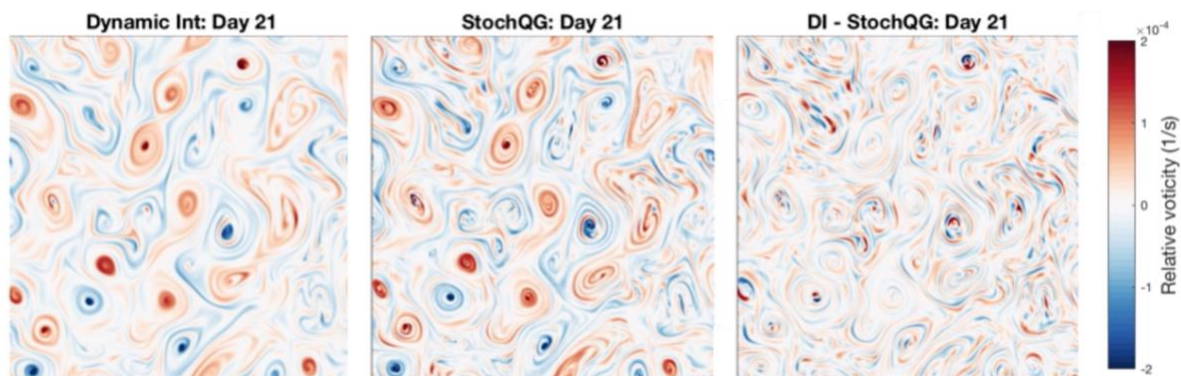 Dynamic Int: Day 21
StochQG: Day 21
DI - StochQG: Day 21
×10⁻⁴
2
1
0
-1
-2
Relative voticity (1/s)